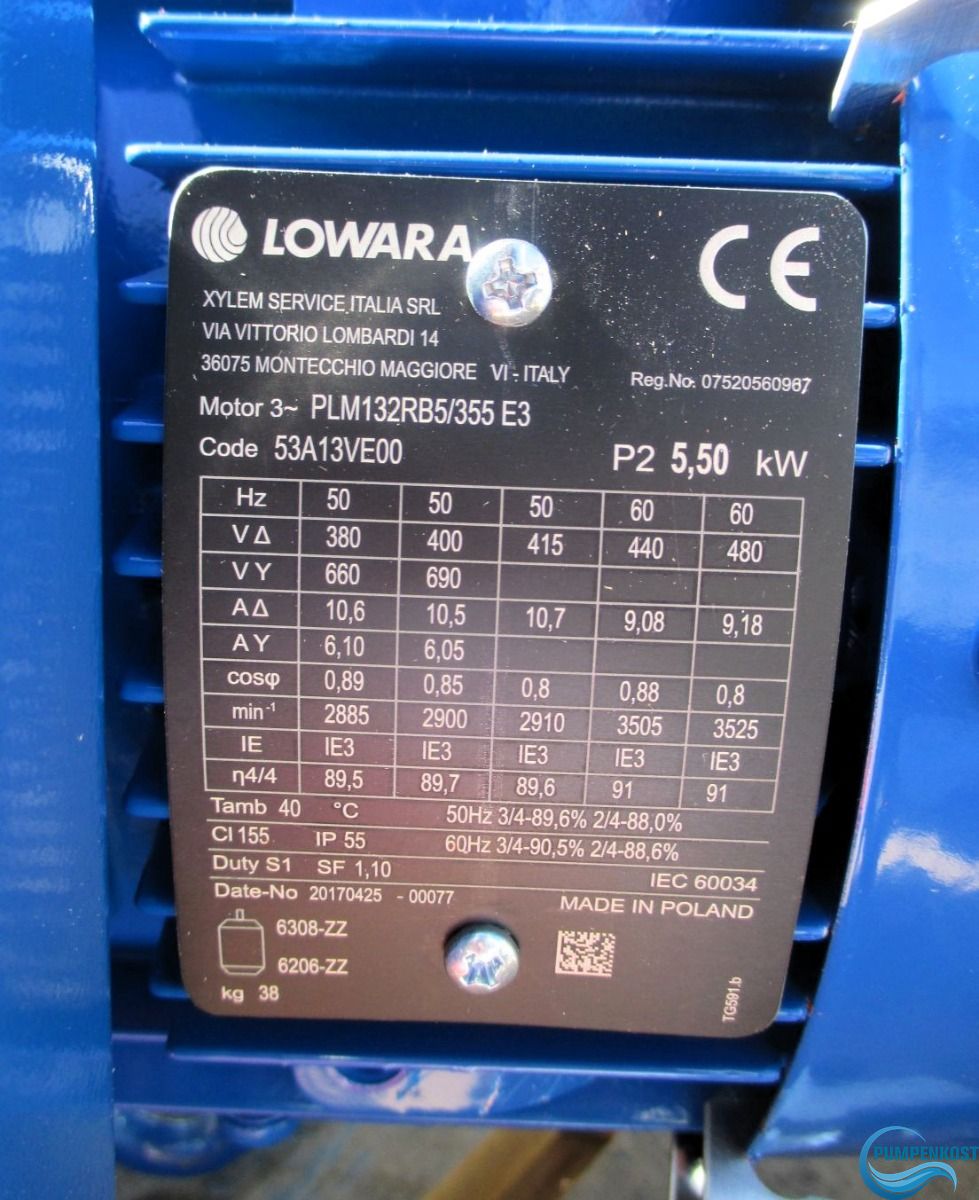 LOWARA
CE
XYLEM SERVICE ITALIA SRL
VIA VITTORIO LOMBARDI 14
36075 MONTECCHIO MAGGIORE VI - ITALY
Reg.No. 07520560967
Motor 3~ PLM132RB5/355 E3
Code 53A13VE00
P2 5,50 kW
Hz 50 50 50 60 60
V Δ 380 400 415 440 480
V Y 660 690
A Δ 10,6 10,5 10,7 9,08 9,18
A Y 6,10 6,05
cosφ 0,89 0,85 0,8 0,88 0,8
min⁻¹ 2885 2900 2910 3505 3525
IE IE3 IE3 IE3 IE3 IE3
η4/4 89,5 89,7 89,6 91 91
Tamb 40 °C 50Hz 3/4-89,6% 2/4-88,0%
Cl 155 IP 55 60Hz 3/4-90,5% 2/4-88,6%
Duty S1 SF 1,10 IEC 60034
Date-No 20170425 - 00077 MADE IN POLAND
6308-ZZ
6206-ZZ
kg 38
TG591.b
PUMPENKOST